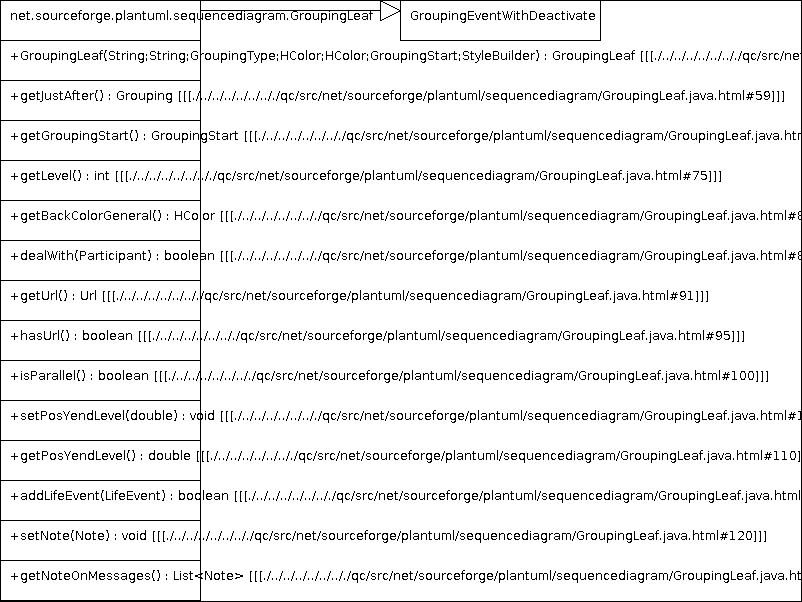 net.sourceforge.plantuml.sequencediagram.GroupingLeaf
GroupingEventWithDeactivate
+GroupingLeaf(String;String;GroupingType;HColor;HColor;GroupingStart;StyleBuilder) : GroupingLeaf [[[./../../../../../../qc/src/net
+getJustAfter() : Grouping [[[./../../../../../../qc/src/net/sourceforge/plantuml/sequencediagram/GroupingLeaf.java.html#59]]]
+getGroupingStart() : GroupingStart [[[./../../../../../../qc/src/net/sourceforge/plantuml/sequencediagram/GroupingLeaf.java.htm
+getLevel() : int [[[./../../../../../../qc/src/net/sourceforge/plantuml/sequencediagram/GroupingLeaf.java.html#75]]]
+getBackColorGeneral() : HColor [[[./../../../../../../qc/src/net/sourceforge/plantuml/sequencediagram/GroupingLeaf.java.html#8
+dealWith(Participant) : boolean [[[./../../../../../../qc/src/net/sourceforge/plantuml/sequencediagram/GroupingLeaf.java.html#8
+getUrl() : Url [[[./../../../../../../qc/src/net/sourceforge/plantuml/sequencediagram/GroupingLeaf.java.html#91]]]
+hasUrl() : boolean [[[./../../../../../../qc/src/net/sourceforge/plantuml/sequencediagram/GroupingLeaf.java.html#95]]]
+isParallel() : boolean [[[./../../../../../../qc/src/net/sourceforge/plantuml/sequencediagram/GroupingLeaf.java.html#100]]]
+setPosYendLevel(double) : void [[[./../../../../../../qc/src/net/sourceforge/plantuml/sequencediagram/GroupingLeaf.java.html#1
+getPosYendLevel() : double [[[./../../../../../../qc/src/net/sourceforge/plantuml/sequencediagram/GroupingLeaf.java.html#110]
+addLifeEvent(LifeEvent) : boolean [[[./../../../../../../qc/src/net/sourceforge/plantuml/sequencediagram/GroupingLeaf.java.html
+setNote(Note) : void [[[./../../../../../../qc/src/net/sourceforge/plantuml/sequencediagram/GroupingLeaf.java.html#120]]]
+getNoteOnMessages() : List<Note> [[[./../../../../../../qc/src/net/sourceforge/plantuml/sequencediagram/GroupingLeaf.java.ht